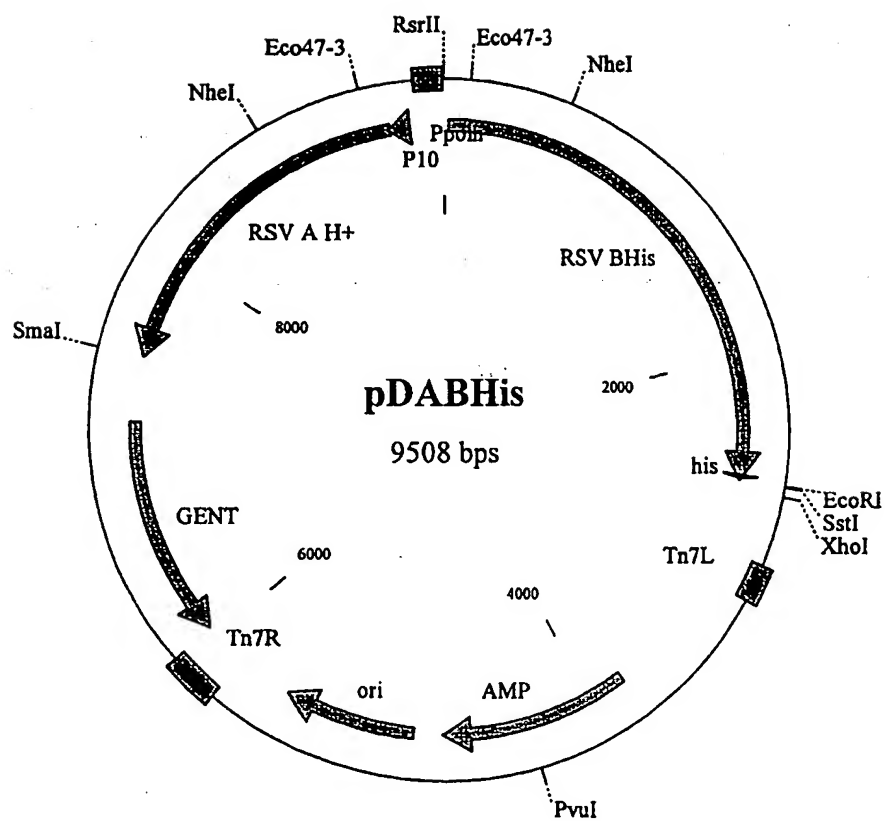 RsrII
Eco47-3
Eco47-3
NheI
NheI
Ppolh
P10
RSV A H+
RSV BHis
SmaI
8000
2000
pDABHis
9508 bps
his
EcoRI
SstI
XhoI
GENT
Tn7L
6000
4000
Tn7R
ori
AMP
PvuI